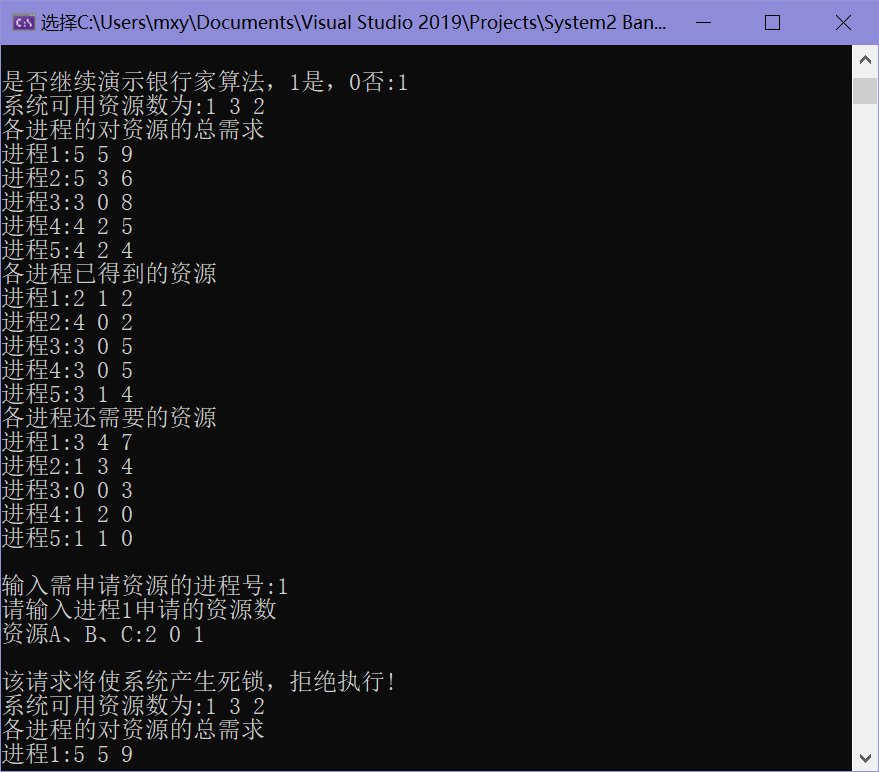 选择C:\Users\mxy\Documents\Visual Studio 2019\Projects\System2 Ban...
是否继续演示银行家算法，1是，0否:1
系统可用资源数为:1 3 2
各进程的对资源的总需求
进程1:5 5 9
进程2:5 3 6
进程3:3 0 8
进程4:4 2 5
进程5:4 2 4
各进程已得到的资源
进程1:2 1 2
进程2:4 0 2
进程3:3 0 5
进程4:3 0 5
进程5:3 1 4
各进程还需要的资源
进程1:3 4 7
进程2:1 3 4
进程3:0 0 3
进程4:1 2 0
进程5:1 1 0
输入需申请资源的进程号:1
请输入进程1申请的资源数
资源A、B、C:2 0 1
该请求将使系统产生死锁，拒绝执行!
系统可用资源数为:1 3 2
各进程的对资源的总需求
进程1:5 5 9